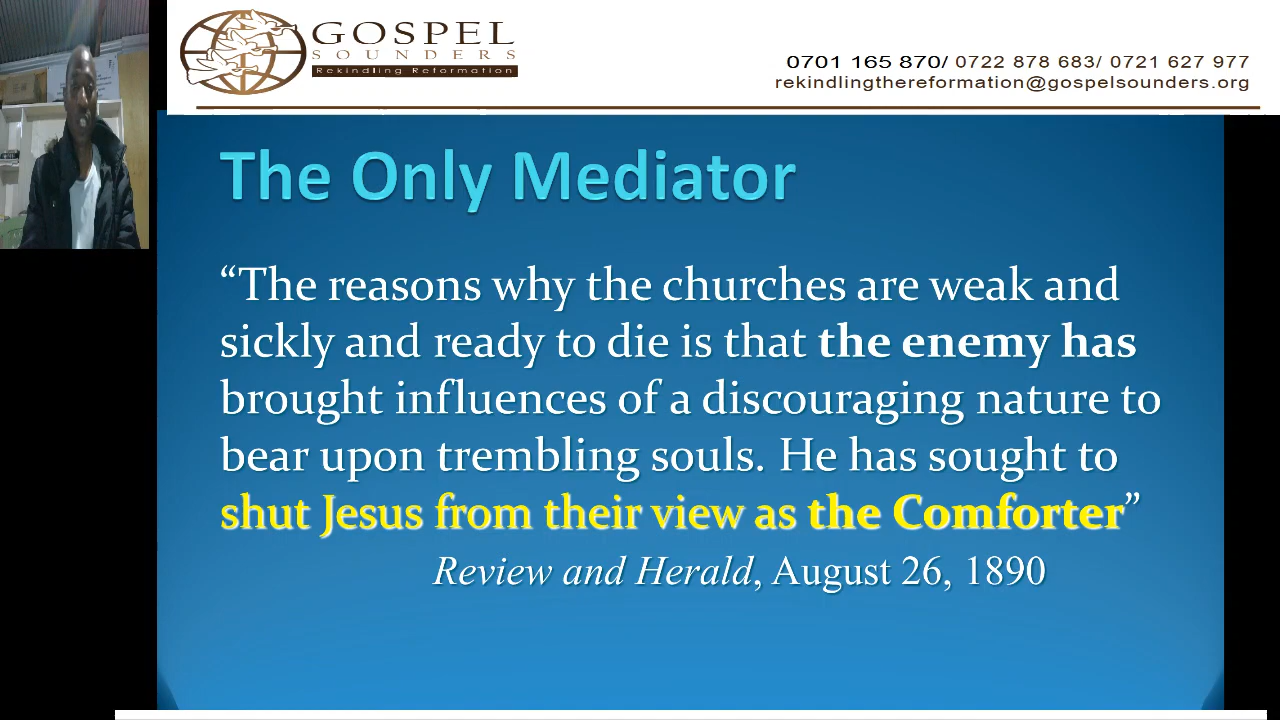 GOSPEL
SOUNDERS
Rekindling Reformation
0701 165 870/ 0722 878 683/ 0721 627 977
rekindlingthereformation@gospelsounders.org
The Only Mediator
“The reasons why the churches are weak and
sickly and ready to die is that the enemy has
brought influences of a discouraging nature to
bear upon trembling souls. He has sought to
shut Jesus from their view as the Comforter”
Review and Herald, August 26, 1890